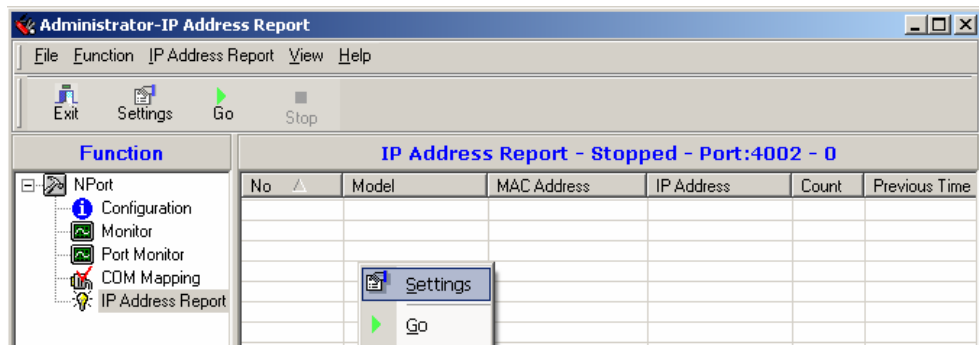 Administrator-IP Address Report
File Function IP Address Report View Help
Exit Settings Go Stop
Function
IP Address Report - Stopped - Port:4002 - 0
No Model MAC Address IP Address Count Previous Time
NPort
Configuration
Monitor
Port Monitor
COM Mapping
IP Address Report
Settings
Go